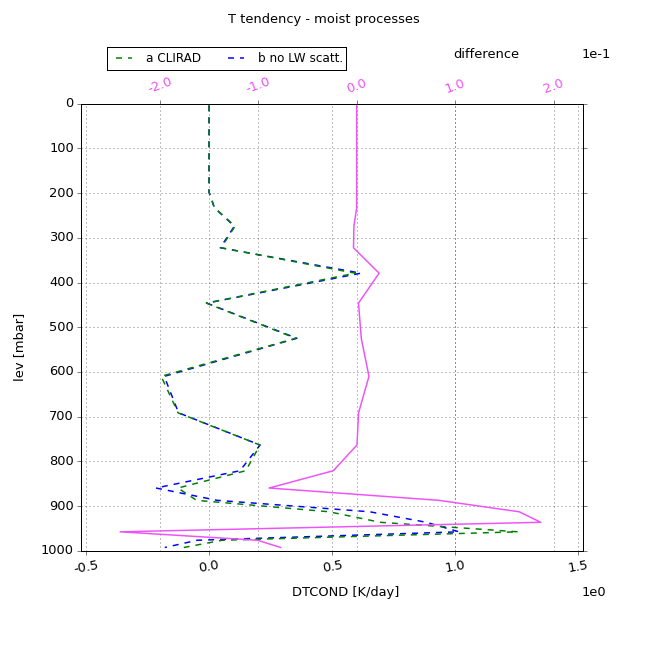 T tendency - moist processes
a CLIRAD b no LW scatt.
difference 1e-1
-2.0 -1.0 0.0 1.0 2.0
0
100
200
300
400
500
600
700
800
900
1000
lev [mbar]
-0.5 0.0 0.5 1.0 1.5
DTCOND [K/day] 1e0